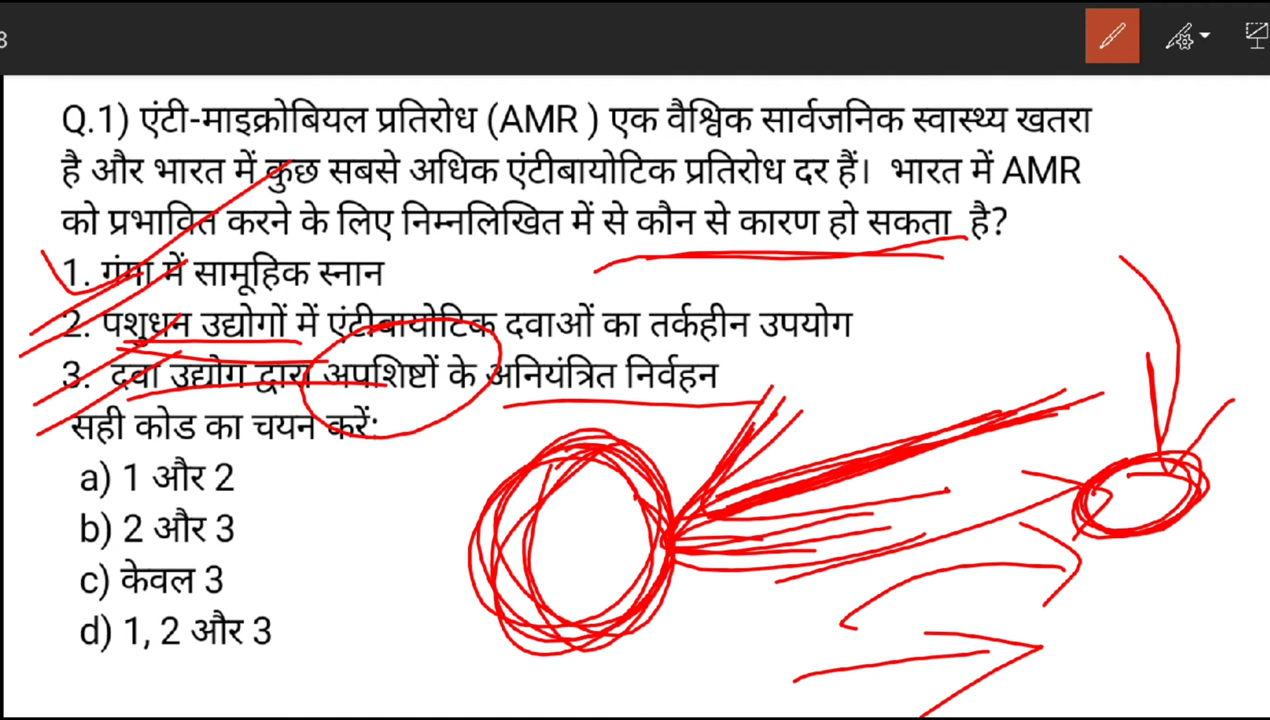 8
Q.1) एंटी-माइक्रोबियल प्रतिरोध (AMR ) एक वैश्विक सार्वजनिक स्वास्थ्य खतरा
है और भारत में कुछ सबसे अधिक एंटीबायोटिक प्रतिरोध दर हैं। भारत में AMR
को प्रभावित करने के लिए निम्नलिखित में से कौन से कारण हो सकता है?
1. गंगा में सामूहिक स्नान
2. पशुधन उद्योगों में एंटीबायोटिक दवाओं का तर्कहीन उपयोग
3. दवा उद्योग द्वारा अपशिष्टों के अनियंत्रित निर्वहन
सही कोड का चयन करें:
a) 1 और 2
b) 2 और 3
c) केवल 3
d) 1, 2 और 3